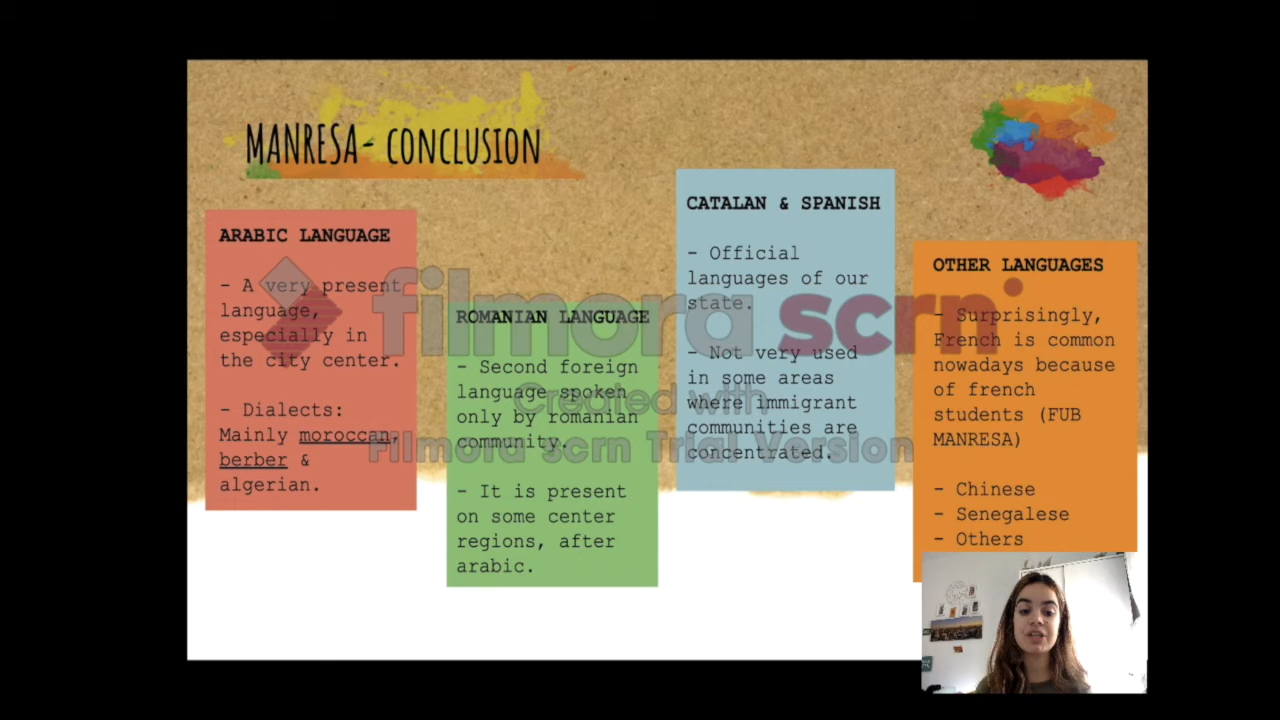 MANRESA- CONCLUSION
ARABIC LANGUAGE
- A very present
language,
especially in
the city center.
- Dialects:
Mainly moroccan,
berber &
algerian.
ROMANIAN LANGUAGE
- Second foreign
language spoken
only by romanian
community.
- It is present
on some center
regions, after
arabic.
CATALAN & SPANISH
- Official
languages of our
state.
- Not very used
in some areas
where immigrant
communities are
concentrated.
OTHER LANGUAGES
- Surprisingly,
French is common
nowadays because
of french
students (FUB
MANRESA)
- Chinese
- Senegalese
- Others
filmora scrn
Created with
Filmora Scrn Trial Version